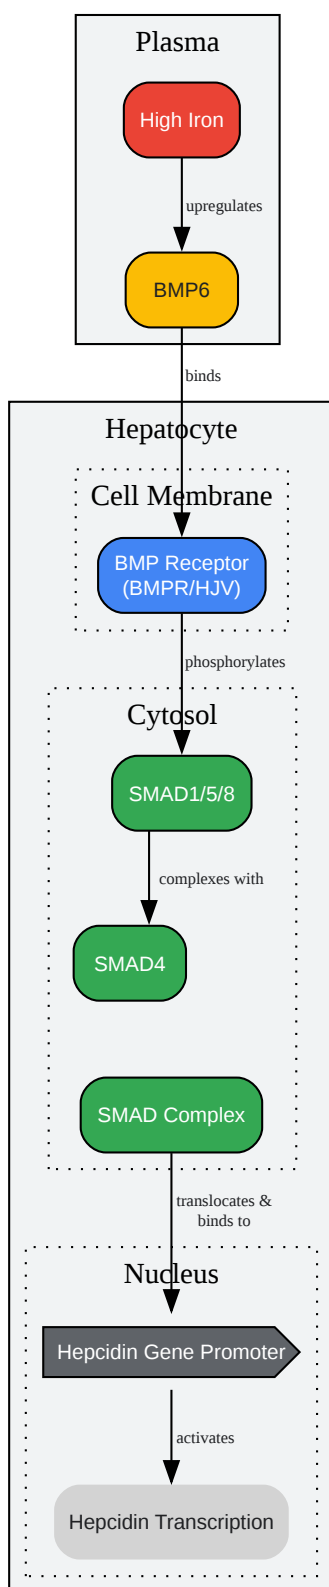 Plasma
High Iron
upregulates
BMP6
binds
Hepatocyte
Cell Membrane
BMP Receptor
(BMPR/HJV)
phosphorylates
Cytosol
SMAD1/5/8
complexes with
SMAD4
SMAD Complex
translocates &
binds to
Nucleus
Hepcidin Gene Promoter
activates
Hepcidin Transcription